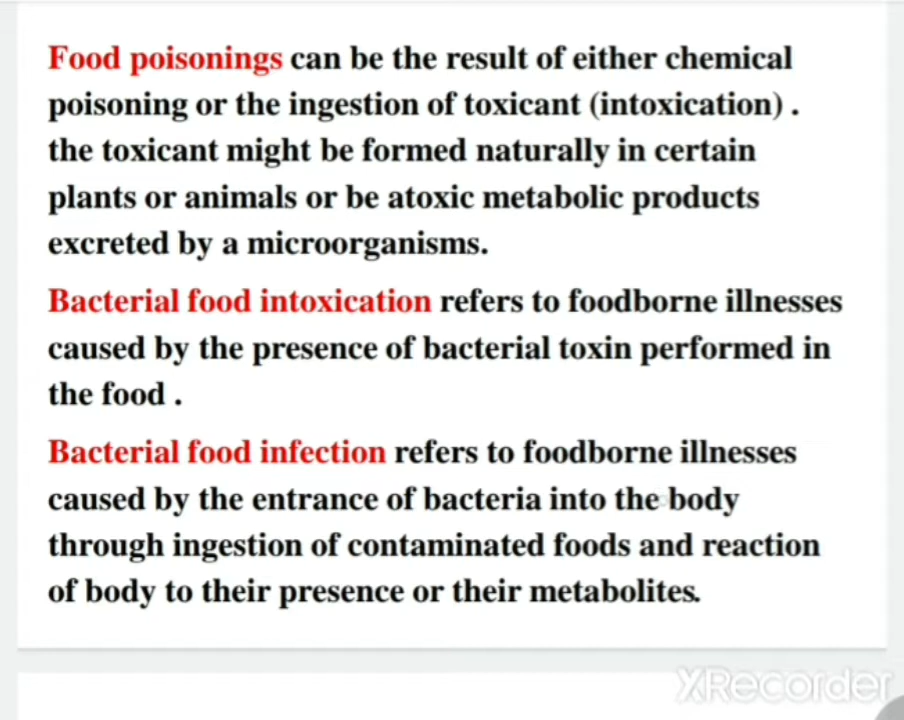 Food poisonings can be the result of either chemical
poisoning or the ingestion of toxicant (intoxication) .
the toxicant might be formed naturally in certain
plants or animals or be atoxic metabolic products
excreted by a microorganisms.
Bacterial food intoxication refers to foodborne illnesses
caused by the presence of bacterial toxin performed in
the food .
Bacterial food infection refers to foodborne illnesses
caused by the entrance of bacteria into the body
through ingestion of contaminated foods and reaction
of body to their presence or their metabolites.
XRecorder